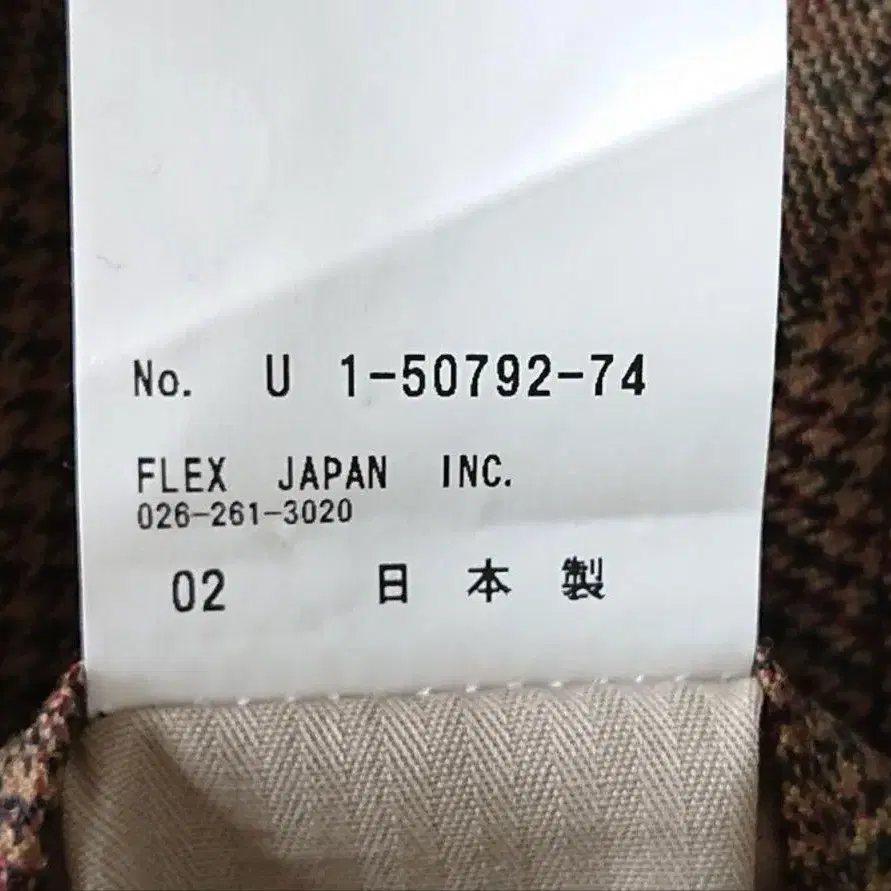 No. U 1-50792-74
FLEX JAPAN INC.
026-261-3020
02 日本製